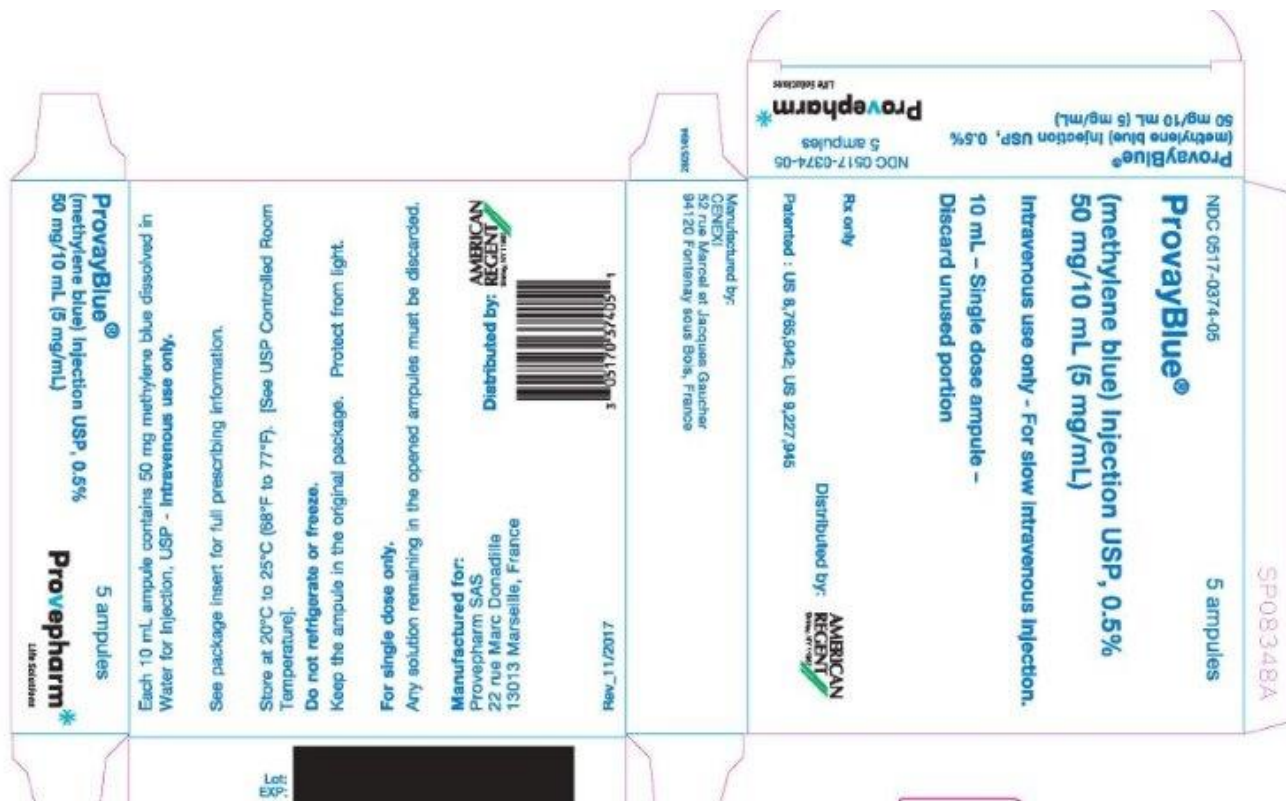 ProvayBlue®
(methylene blue) Injection USP, 0.5%
50 mg/10 mL (5 mg/mL)
5 ampules
Provepharm*
Life Solutions
Each 10 mL ampule contains 50 mg methylene blue dissolved in
Water for Injection, USP - Intravenous use only.
See package insert for full prescribing information.
Store at 20°C to 25°C (68°F to 77°F). [See USP Controlled Room
Temperature].
Do not refrigerate or freeze.
Keep the ampule in the original package. Protect from light.
For single dose only.
Any solution remaining in the opened ampules must be discarded.
Manufactured for:
Provepharm SAS
22 rue Marc Donadille
13013 Marseille, France
Distributed by:
AMERICAN
REGENT
3 05170 37405 1
Rev_11/2017
Lot:
EXP:
Manufactured by:
CENEXI
52 rue Marcel et Jacques Gaucher
94120 Fontenay sous Bois, France
ProvayBlue®
(methylene blue) Injection USP, 0.5%
50 mg/10 mL (5 mg/mL)
NDC 0517-0374-05
5 ampules
Provepharm*
Life Solutions
NDC 0517-0374-05
5 ampules
ProvayBlue®
(methylene blue) Injection USP, 0.5%
50 mg/10 mL (5 mg/mL)
Intravenous use only - For slow intravenous injection.
10 mL – Single dose ampule –
Discard unused portion
Rx only
Patented : US 8,765,942; US 9,227,945
Distributed by:
AMERICAN
REGENT
SP08348A